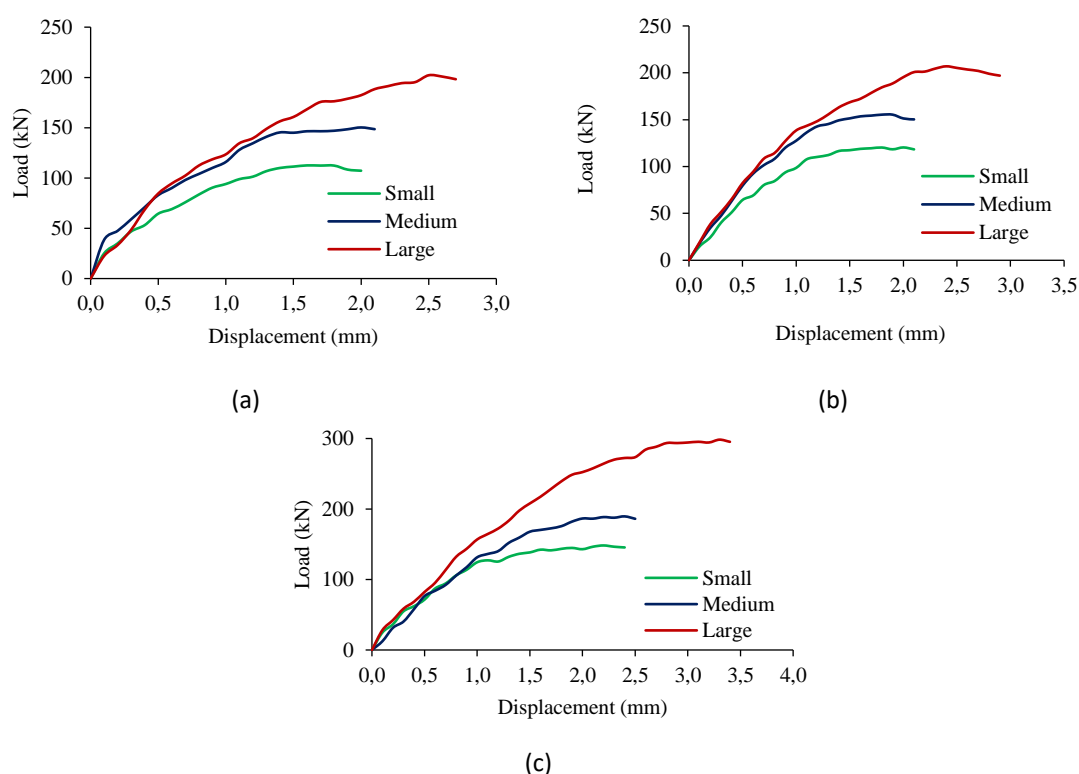 250
200
150
100
50
0
Load (kN)
0,0 0,5 1,0 1,5 2,0 2,5 3,0
Displacement (mm)
Small
Medium
Large
(a)
250
200
150
100
50
0
Load (kN)
0,0 0,5 1,0 1,5 2,0 2,5 3,0 3,5
Displacement (mm)
Small
Medium
Large
(b)
300
200
100
0
Load (kN)
0,0 0,5 1,0 1,5 2,0 2,5 3,0 3,5 4,0
Displacement (mm)
Small
Medium
Large
(c)